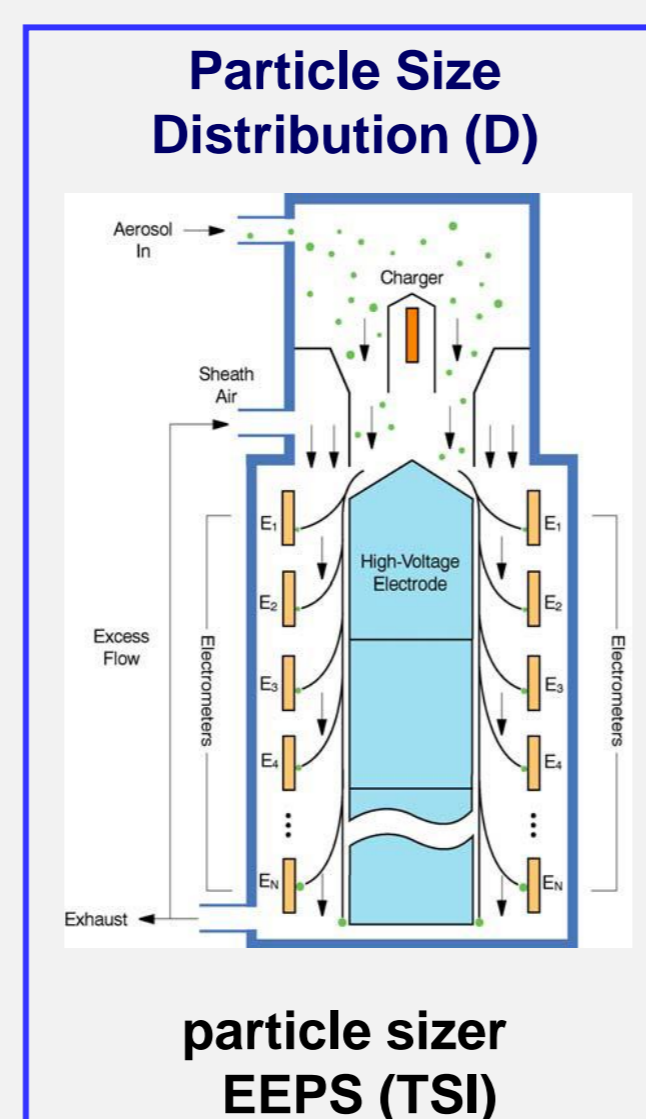 Particle Size
Distribution (D)
Aerosol
In
Charger
Sheath
Air
E1
E1
High-Voltage
Electrode
E2
E2
Excess
Flow
Electrometers
Electrometers
E3
E3
E4
E4
EN
EN
Exhaust
particle sizer
EEPS (TSI)